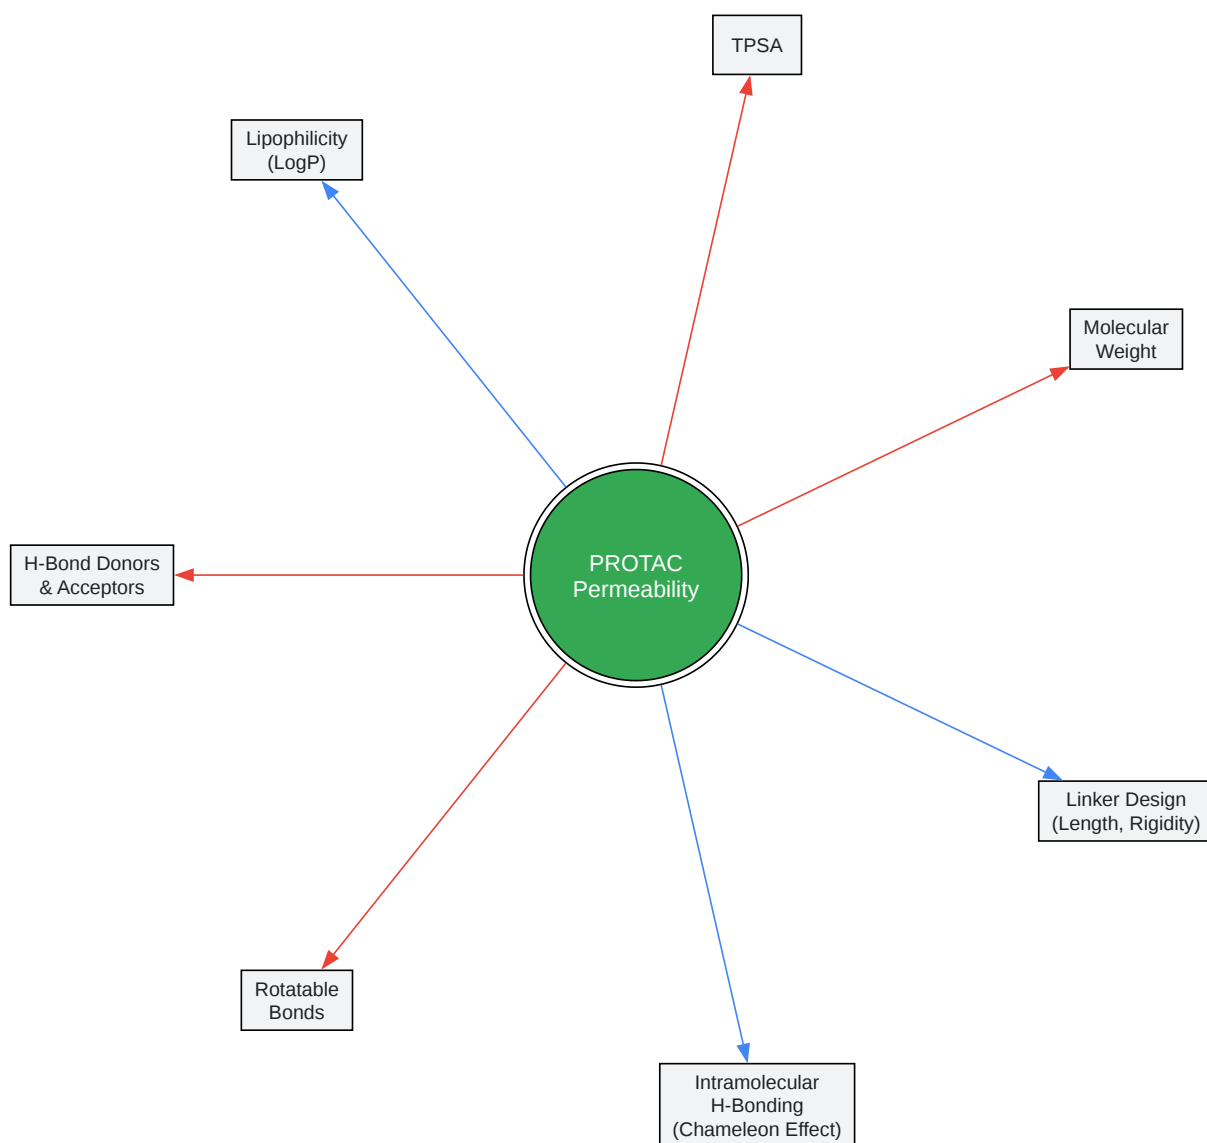 TPSA
Lipophilicity
(LogP)
Molecular
Weight
H-Bond Donors
& Acceptors
PROTAC
Permeability
Linker Design
(Length, Rigidity)
Rotatable
Bonds
Intramolecular
H-Bonding
(Chameleon Effect)